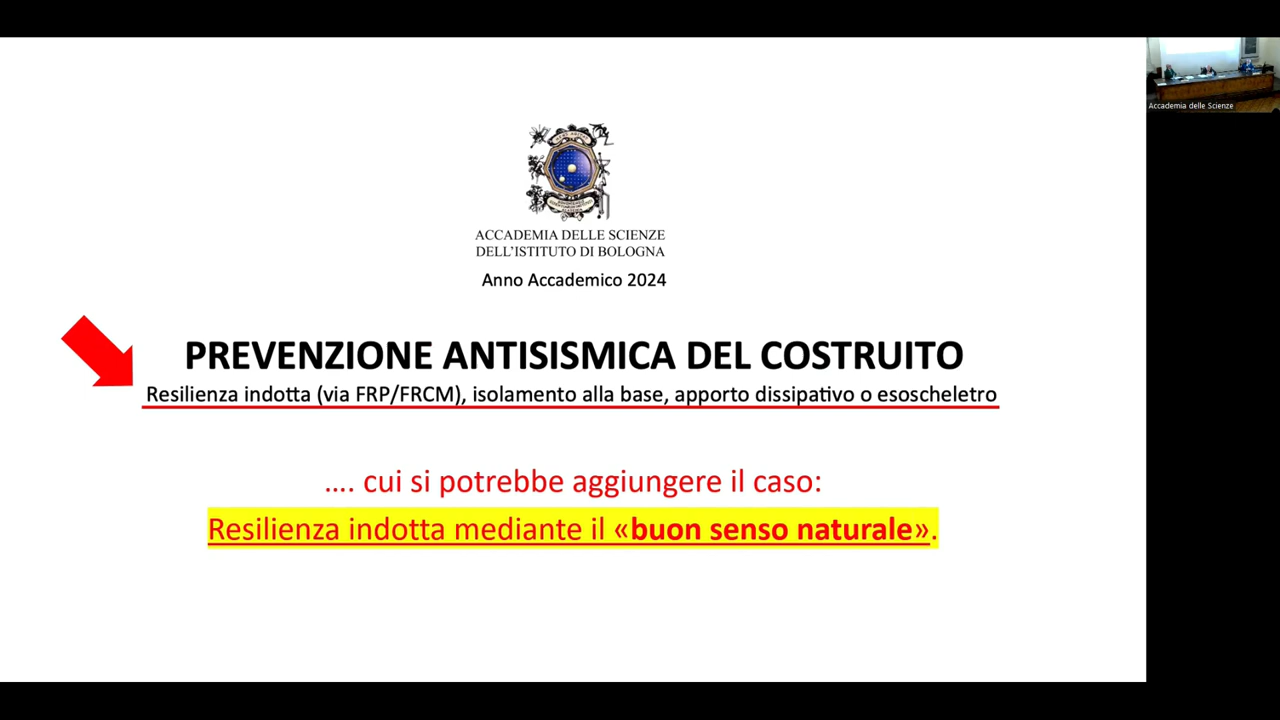 ACCADEMIA DELLE SCIENZE
DELL'ISTITUTO DI BOLOGNA
Anno Accademico 2024
PREVENZIONE ANTISISMICA DEL COSTRUITO
Resilienza indotta (via FRP/FRCM), isolamento alla base, apporto dissipativo o esoscheletro
.... cui si potrebbe aggiungere il caso:
Resilienza indotta mediante il «buon senso naturale».
Accademia delle Scienze